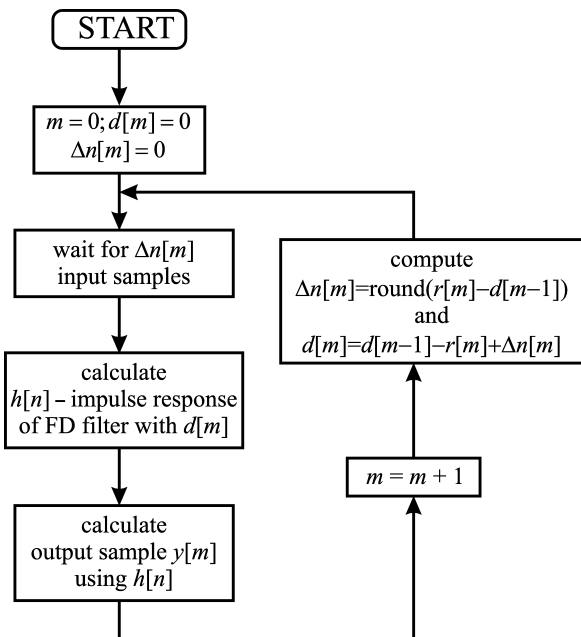 START
m = 0; d[m] = 0
Δn[m] = 0
wait for Δn[m]
input samples
calculate
h[n] – impulse response
of FD filter with d[m]
calculate
output sample y[m]
using h[n]
compute
Δn[m]=round(r[m]−d[m−1])
and
d[m]=d[m−1]−r[m]+Δn[m]
m = m + 1